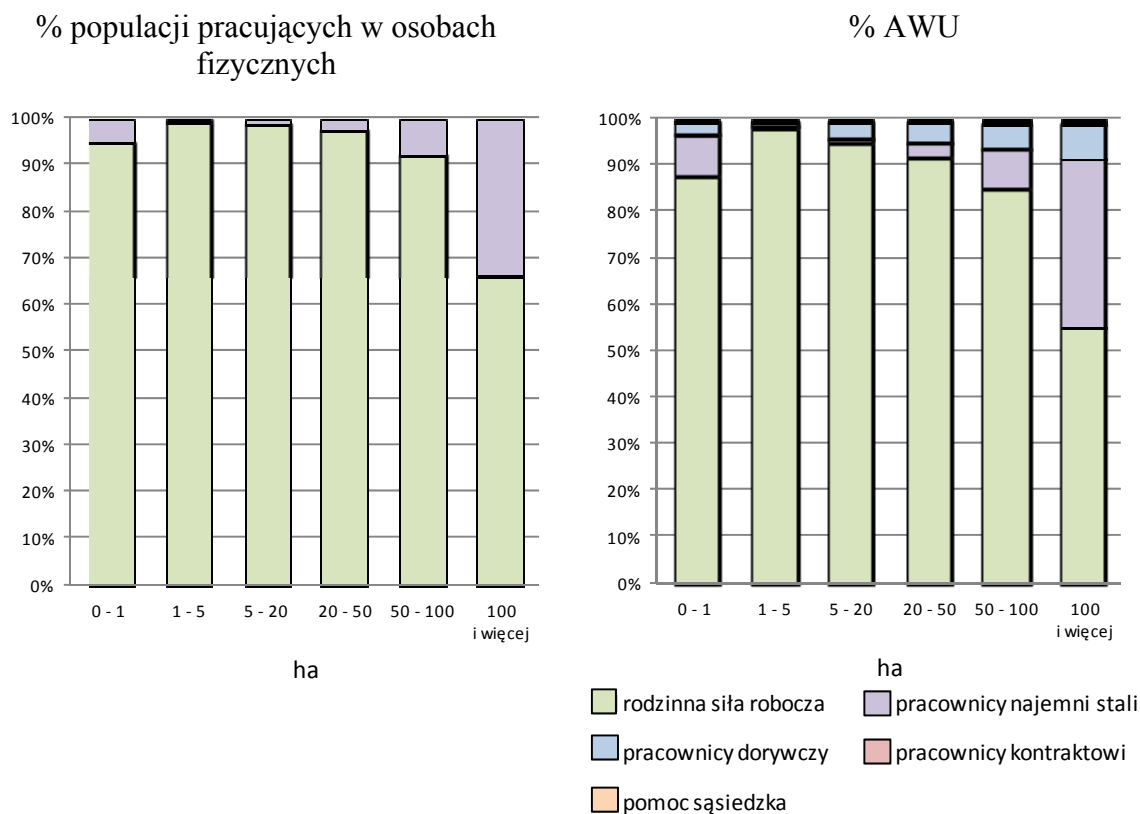 % populacji pracujących w osobach
fizycznych
100%
90%
80%
70%
60%
50%
40%
30%
20%
10%
0%
0 - 1
1 - 5
5 - 20
20 - 50
50 - 100
100
i więcej
ha
% AWU
100%
90%
80%
70%
60%
50%
40%
30%
20%
10%
0%
0 - 1
1 - 5
5 - 20
20 - 50
50 - 100
100
i więcej
ha
rodzinna siła robocza
pracownicy najemni stali
pracownicy dorywczy
pracownicy kontraktowi
pomoc sąsiedzka